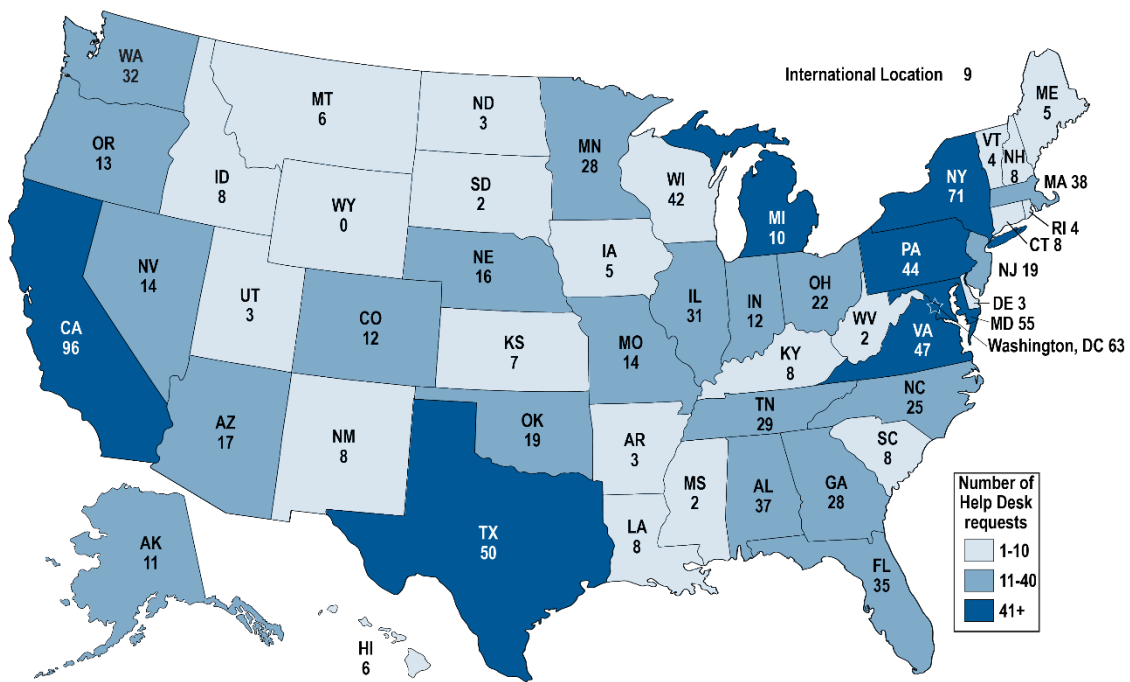 International Location 9
WA
32
OR
13
CA
96
NV
14
ID
8
MT
6
WY
0
UT
3
AZ
17
CO
12
NM
8
ND
3
SD
2
NE
16
KS
7
OK
19
TX
50
MN
28
IA
5
MO
14
AR
3
LA
8
WI
42
IL
31
MI
10
IN
12
OH
22
KY
8
TN
29
MS
2
AL
37
GA
28
FL
35
SC
8
NC
25
VA
47
WV
2
PA
44
NY
71
VT
4
NH
8
ME
5
MA 38
RI 4
CT 8
NJ 19
DE 3
MD 55
Washington, DC 63
AK
11
HI
6
Number of
Help Desk
requests
1-10
11-40
41+